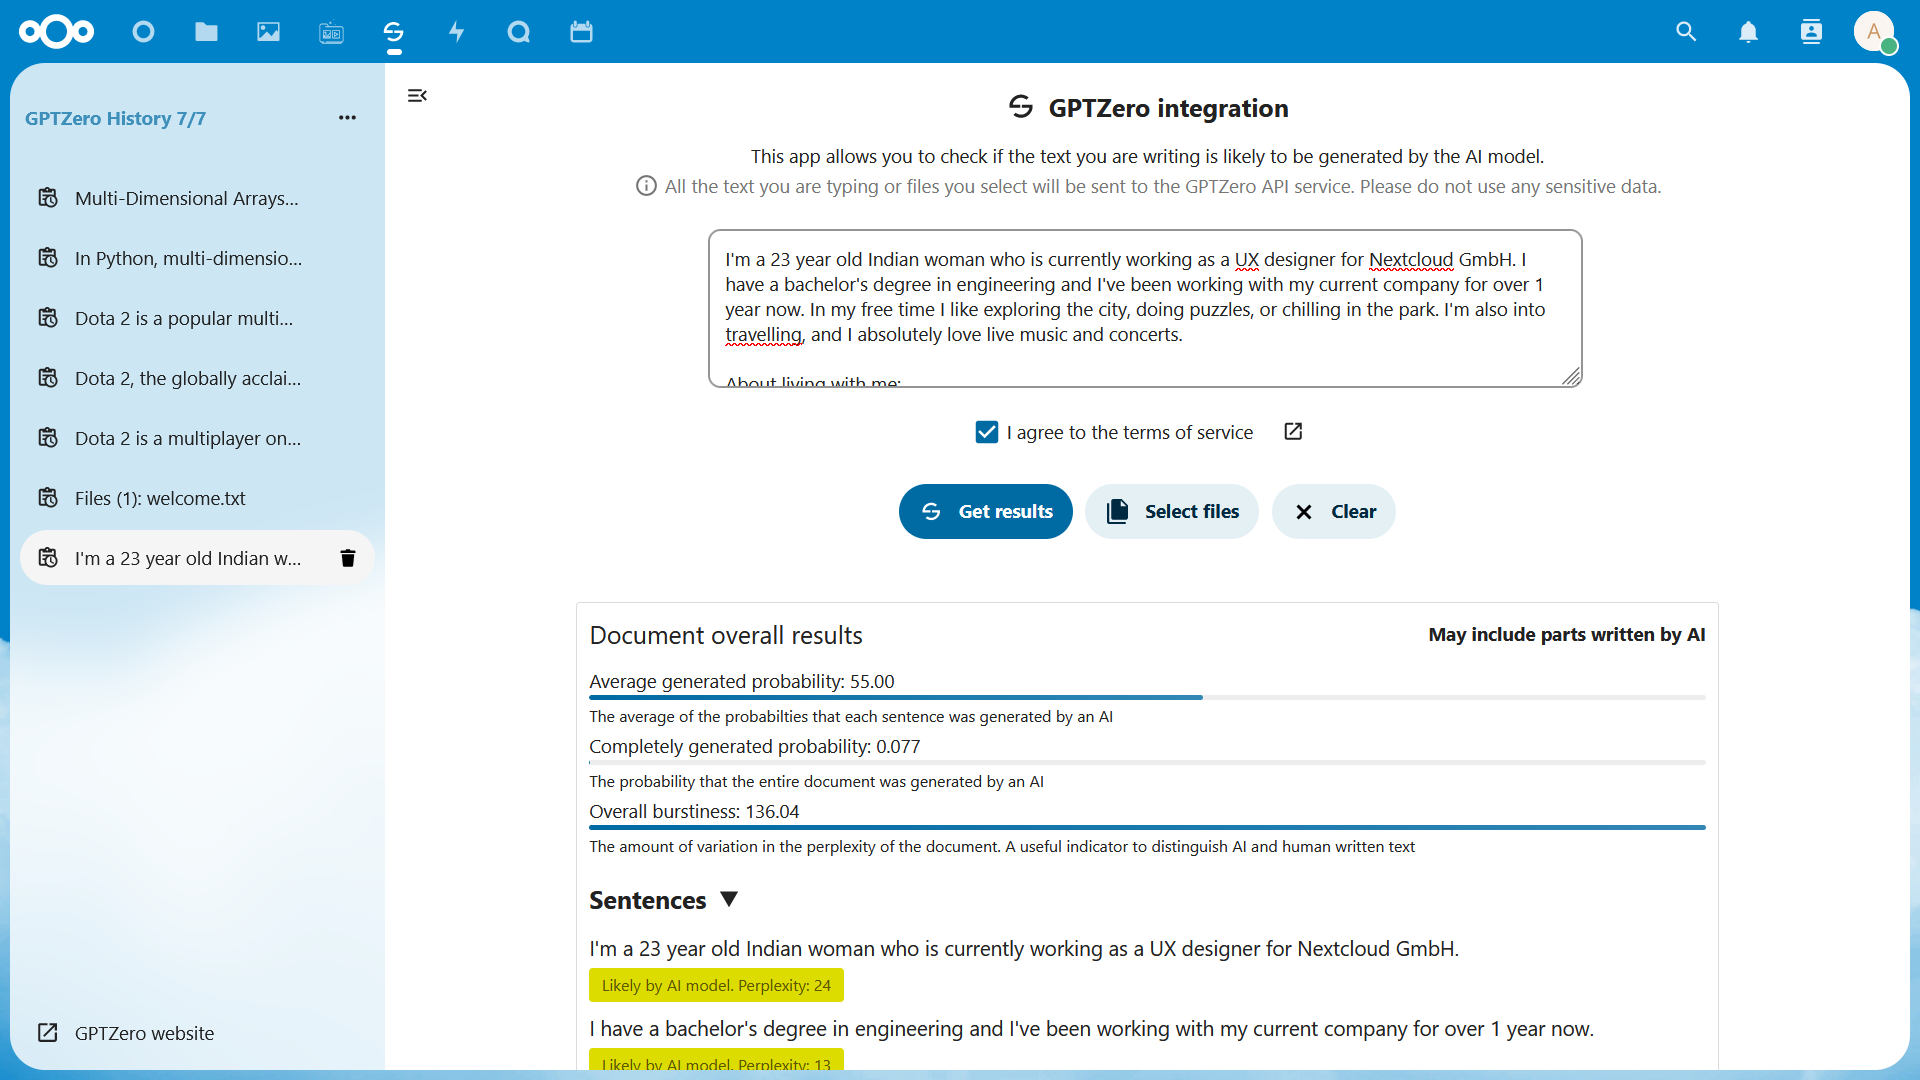 A
GPTZero History 7/7
Multi-Dimensional Arrays...
In Python, multi-dimensio...
Dota 2 is a popular multi...
Dota 2, the globally acclai...
Dota 2 is a multiplayer on...
Files (1): welcome.txt
I'm a 23 year old Indian w...
GPTZero website
GPTZero integration
This app allows you to check if the text you are writing is likely to be generated by the AI model.
All the text you are typing or files you select will be sent to the GPTZero API service. Please do not use any sensitive data.
I'm a 23 year old Indian woman who is currently working as a UX designer for Nextcloud GmbH. I
have a bachelor's degree in engineering and I've been working with my current company for over 1
year now. In my free time I like exploring the city, doing puzzles, or chilling in the park. I'm also into
travelling, and I absolutely love live music and concerts.
About living with me:
I agree to the terms of service
Get results
Select files
Clear
Document overall results
May include parts written by AI
Average generated probability: 55.00
The average of the probabilties that each sentence was generated by an AI
Completely generated probability: 0.077
The probability that the entire document was generated by an AI
Overall burstiness: 136.04
The amount of variation in the perplexity of the document. A useful indicator to distinguish AI and human written text
Sentences
I'm a 23 year old Indian woman who is currently working as a UX designer for Nextcloud GmbH.
Likely by AI model. Perplexity: 24
I have a bachelor's degree in engineering and I've been working with my current company for over 1 year now.
Likely by AI model. Perplexity: 13